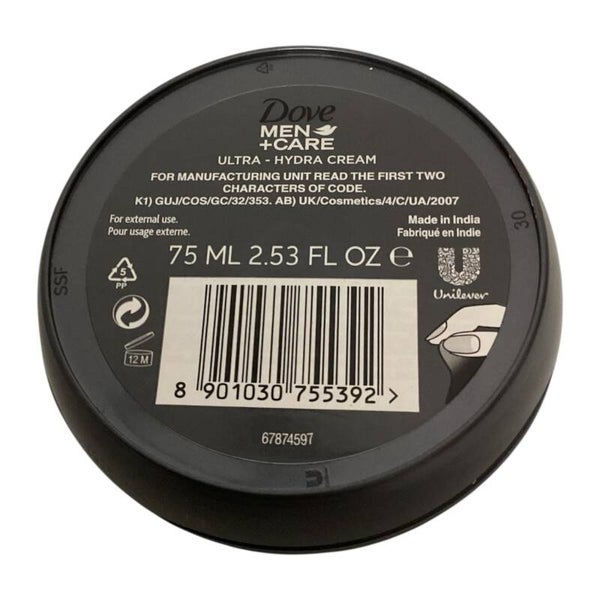 Dove
MEN
+CARE
ULTRA - HYDRA CREAM
FOR MANUFACTURING UNIT READ THE FIRST TWO
CHARACTERS OF CODE.
K1) GUJ/COS/GC/32/353. AB) UK/Cosmetics/4/C/UA/2007
For external use.
Pour usage externe.
Made in India
Fabriqué en Indie
75 ML 2.53 FL OZ ℮
5
PP
Unilever
12 M
8 901030 755392 >
67874597
SSF
30